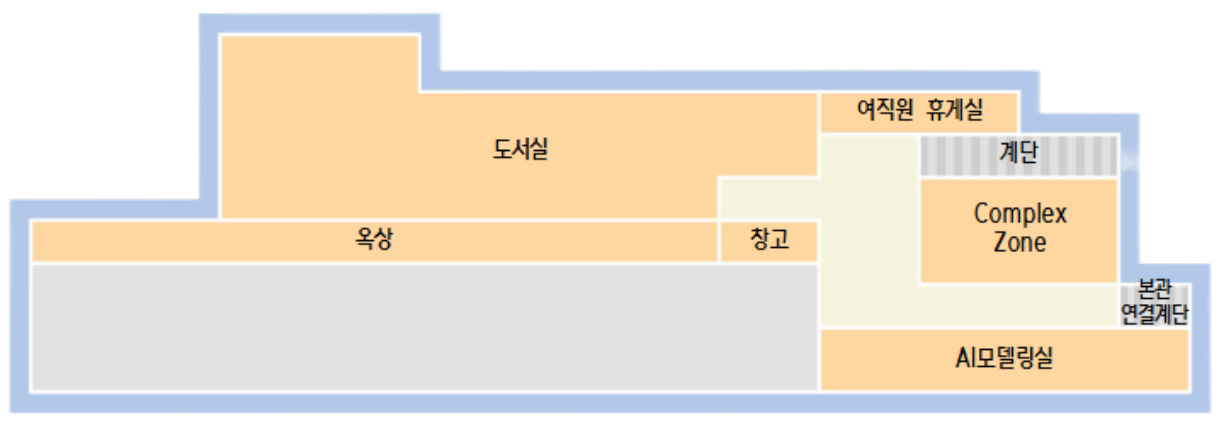 여직원 휴게실
도서실
계단
Complex
Zone
옥상
창고
본관
연결계단
AI모델링실